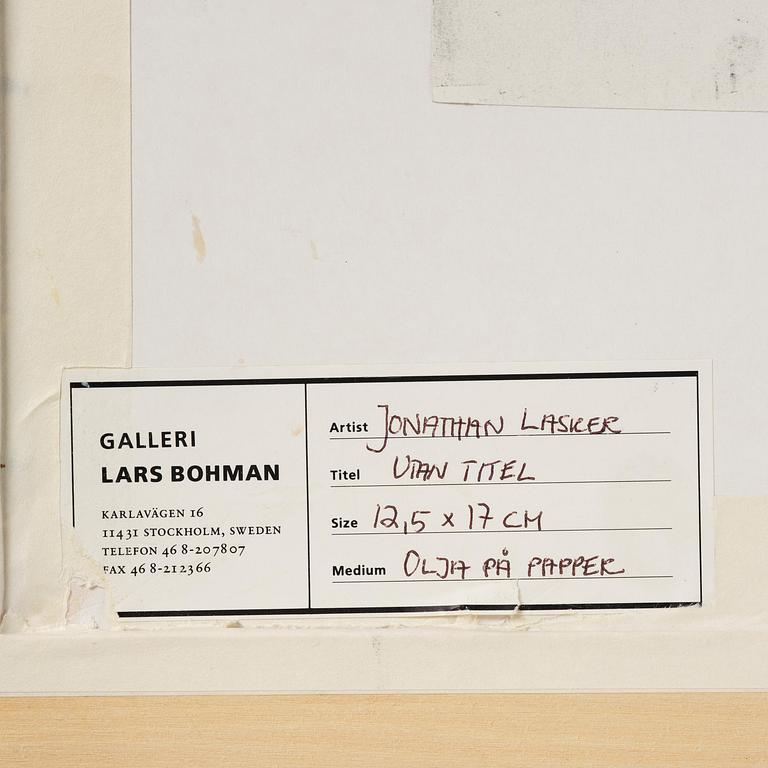 GALLERI
LARS BOHMAN
KARLAVÄGEN 16
11431 STOCKHOLM, SWEDEN
TELEFON 46 8-207807
FAX 46 8-212366
Artist JONATHAN LASKER
Titel UTAN TITEL
Size 12,5 x 17 CM
Medium OLJA PÅ PAPPER